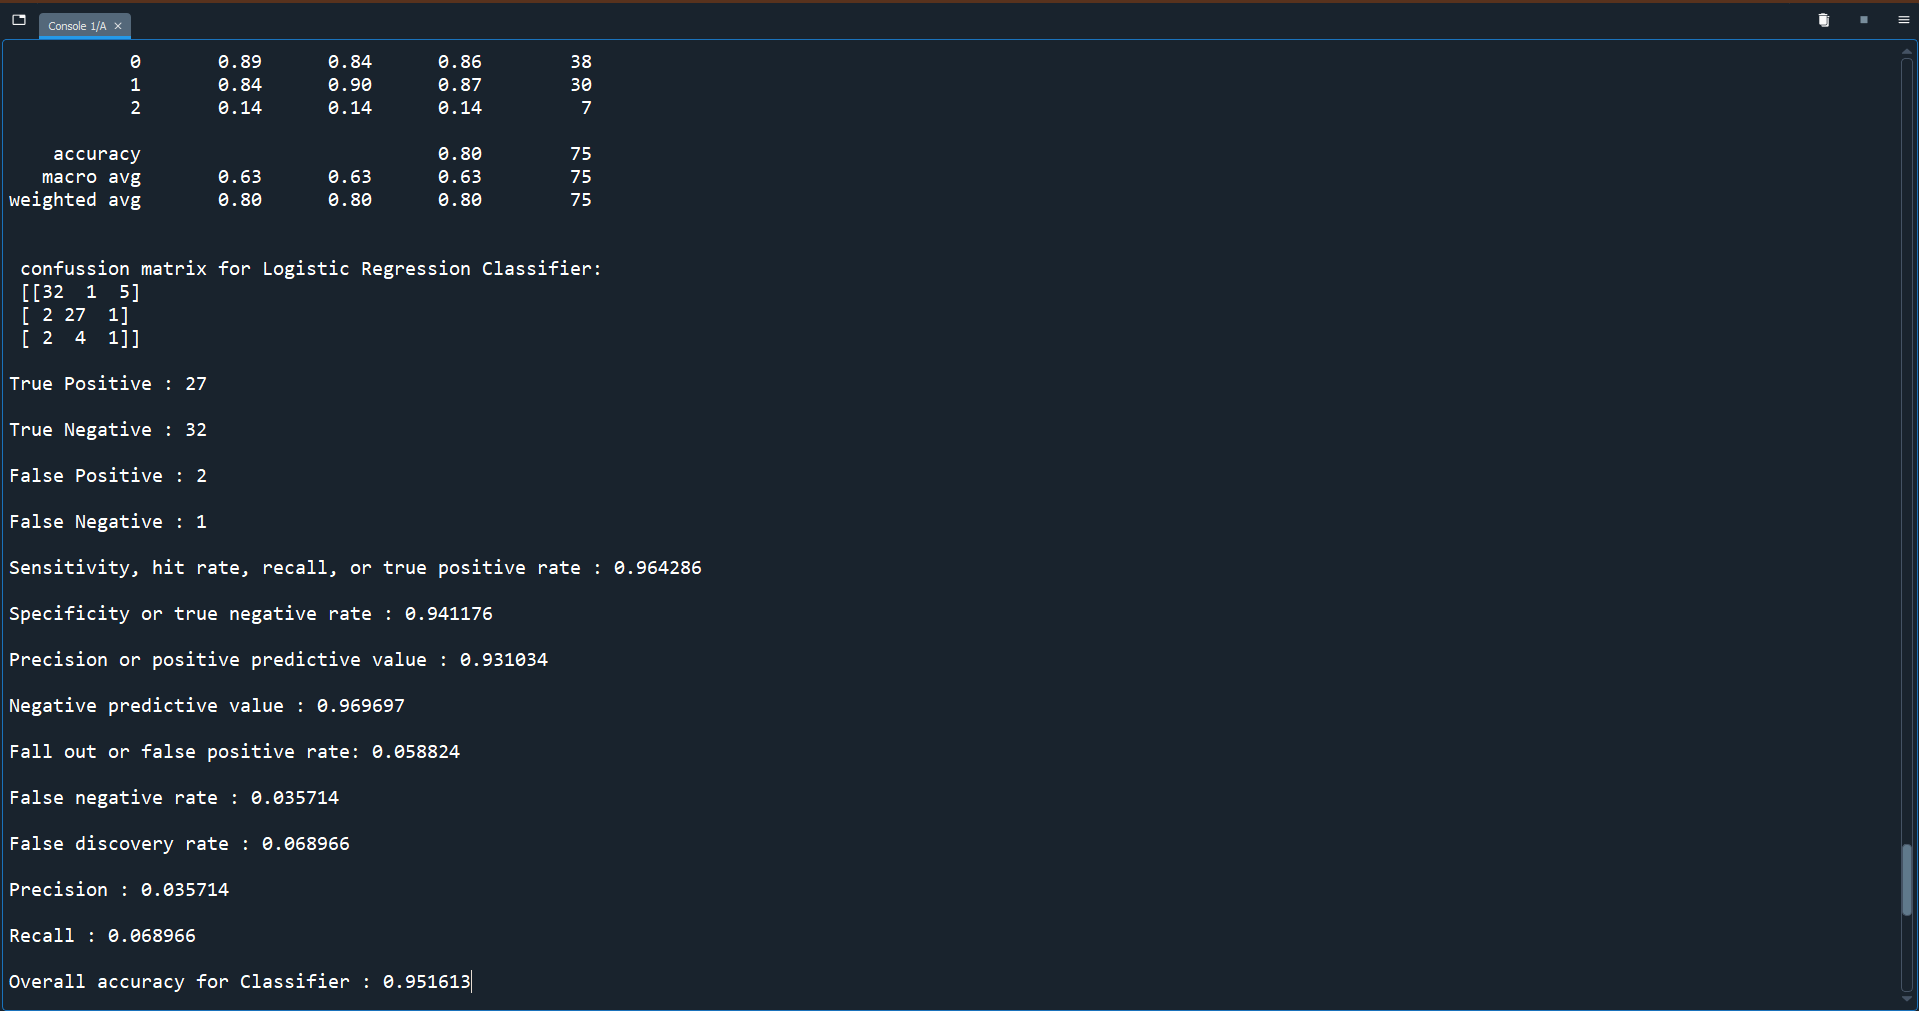 Console 1/A ×
0 0.89 0.84 0.86 38
1 0.84 0.90 0.87 30
2 0.14 0.14 0.14 7
accuracy 0.80 75
macro avg 0.63 0.63 0.63 75
weighted avg 0.80 0.80 0.80 75
confussion matrix for Logistic Regression Classifier:
[[32 1 5]
[ 2 27 1]
[ 2 4 1]]
True Positive : 27
True Negative : 32
False Positive : 2
False Negative : 1
Sensitivity, hit rate, recall, or true positive rate : 0.964286
Specificity or true negative rate : 0.941176
Precision or positive predictive value : 0.931034
Negative predictive value : 0.969697
Fall out or false positive rate: 0.058824
False negative rate : 0.035714
False discovery rate : 0.068966
Precision : 0.035714
Recall : 0.068966
Overall accuracy for Classifier : 0.951613